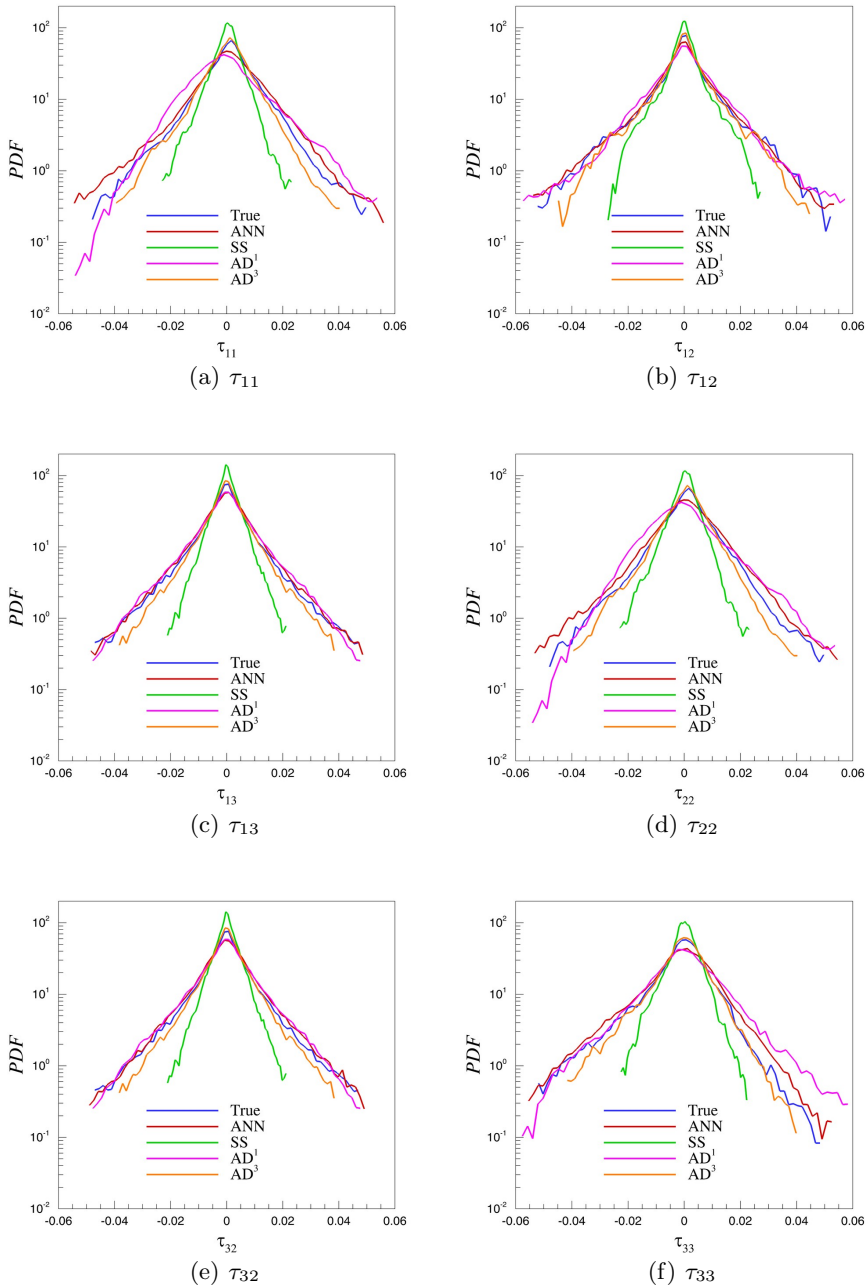 10²
10¹
10⁰
10⁻¹
10⁻²
PDF
True
ANN
SS
AD¹
AD³
-0.06 -0.04 -0.02 0 0.02 0.04 0.06
τ₁₁
(a) τ₁₁
10²
10¹
10⁰
10⁻¹
10⁻²
PDF
True
ANN
SS
AD¹
AD³
-0.06 -0.04 -0.02 0 0.02 0.04 0.06
τ₁₂
(b) τ₁₂
10²
10¹
10⁰
10⁻¹
10⁻²
PDF
True
ANN
SS
AD¹
AD³
-0.06 -0.04 -0.02 0 0.02 0.04 0.06
τ₁₃
(c) τ₁₃
10²
10¹
10⁰
10⁻¹
10⁻²
PDF
True
ANN
SS
AD¹
AD³
-0.06 -0.04 -0.02 0 0.02 0.04 0.06
τ₂₂
(d) τ₂₂
10²
10¹
10⁰
10⁻¹
10⁻²
PDF
True
ANN
SS
AD¹
AD³
-0.06 -0.04 -0.02 0 0.02 0.04 0.06
τ₃₂
(e) τ₃₂
10²
10¹
10⁰
10⁻¹
10⁻²
PDF
True
ANN
SS
AD¹
AD³
-0.06 -0.04 -0.02 0 0.02 0.04 0.06
τ₃₃
(f) τ₃₃